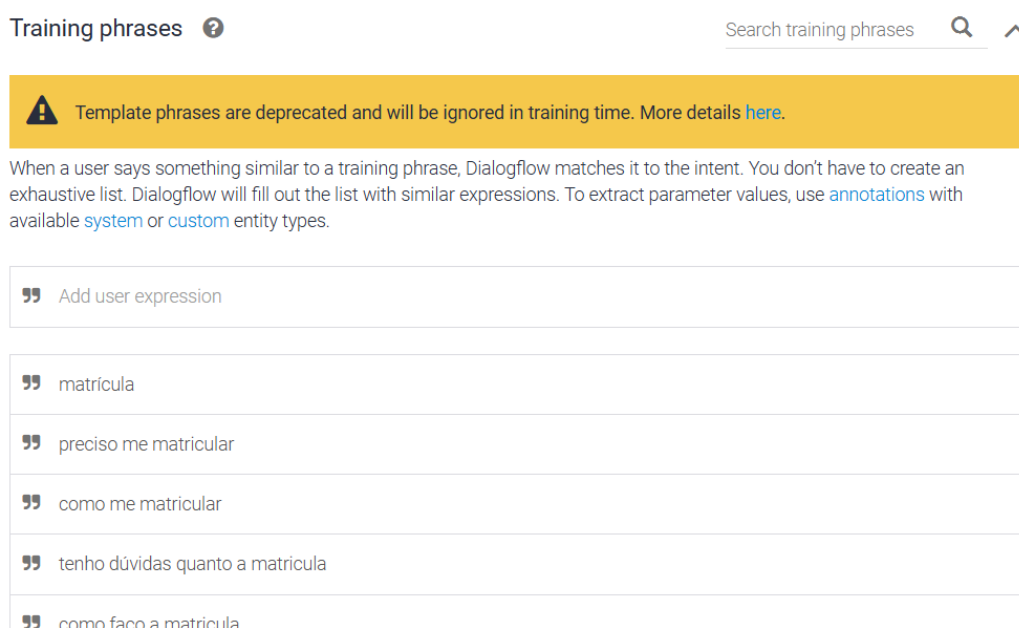 Training phrases
Search training phrases
Template phrases are deprecated and will be ignored in training time. More details here.
When a user says something similar to a training phrase, Dialogflow matches it to the intent. You don't have to create an
exhaustive list. Dialogflow will fill out the list with similar expressions. To extract parameter values, use annotations with
available system or custom entity types.
Add user expression
matrícula
preciso me matricular
como me matricular
tenho dúvidas quanto a matricula
como faço a matricula